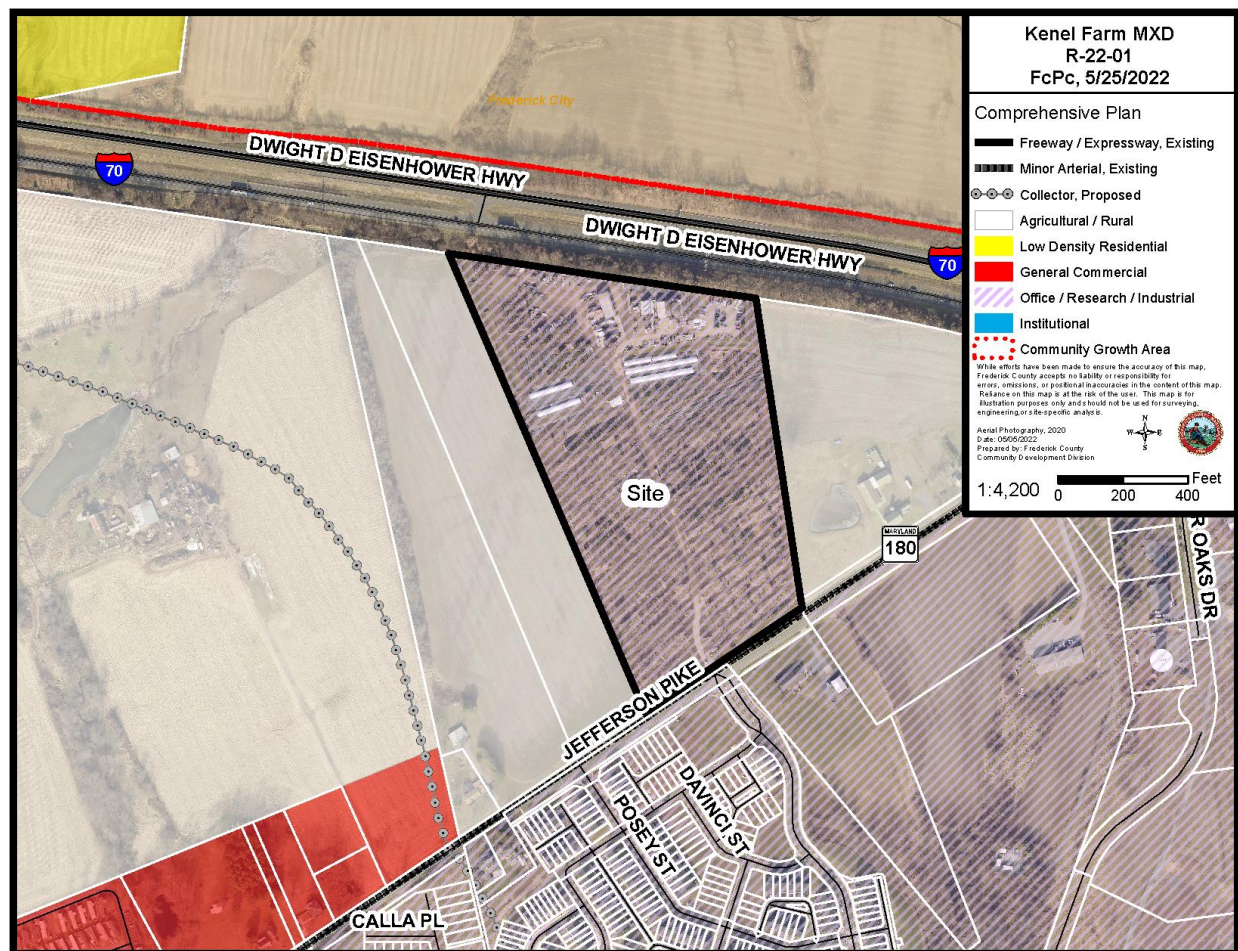 Kenel Farm MXD
R-22-01
FcPc, 5/25/2022
Comprehensive Plan
Freeway / Expressway, Existing
Minor Arterial, Existing
Collector, Proposed
Agricultural / Rural
Low Density Residential
General Commercial
Office / Research / Industrial
Institutional
Community Growth Area
While efforts have been made to ensure the accuracy of this map,
Frederick County accepts no liability or responsibility for
errors, omissions, or positional inaccuracies in the content of this map.
Reliance on this map is at the risk of the user. This map is for
illustration purposes only and should not be used for surveying,
engineering, or site-specific analysis.
Aerial Photography, 2020
Date: 05/05/2022
Prepared by: Frederick County
Community Development Division
N
W E
S
1:4,200
0 200 400 Feet
Frederick City
DWIGHT D EISENHOWER HWY
70
DWIGHT D EISENHOWER HWY
70
Site
MARYLAND
180
R OAKS DR
JEFFERSON PIKE
DAVINCI ST
POSEY ST
CALLA PL